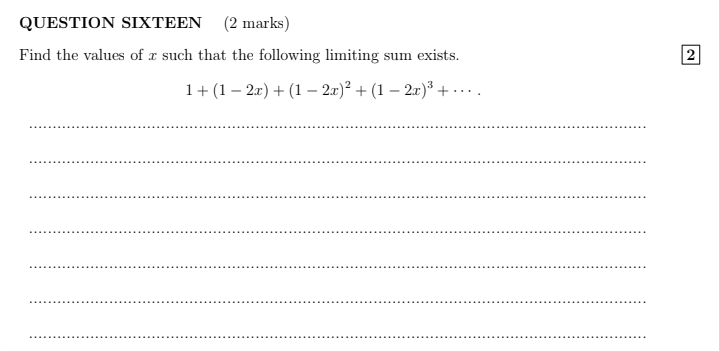 QUESTION SIXTEEN (2 marks)
Find the values of x such that the following limiting sum exists. 2
1 + (1 − 2x) + (1 − 2x)² + (1 − 2x)³ + ⋯ .